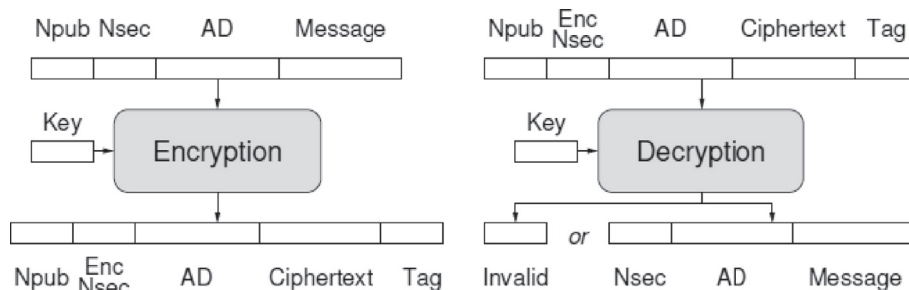 Npub Nsec AD Message
Key
Encryption
Npub Enc Nsec AD Ciphertext Tag
Npub Enc Nsec AD Ciphertext Tag
Key
Decryption
or
Invalid Nsec AD Message